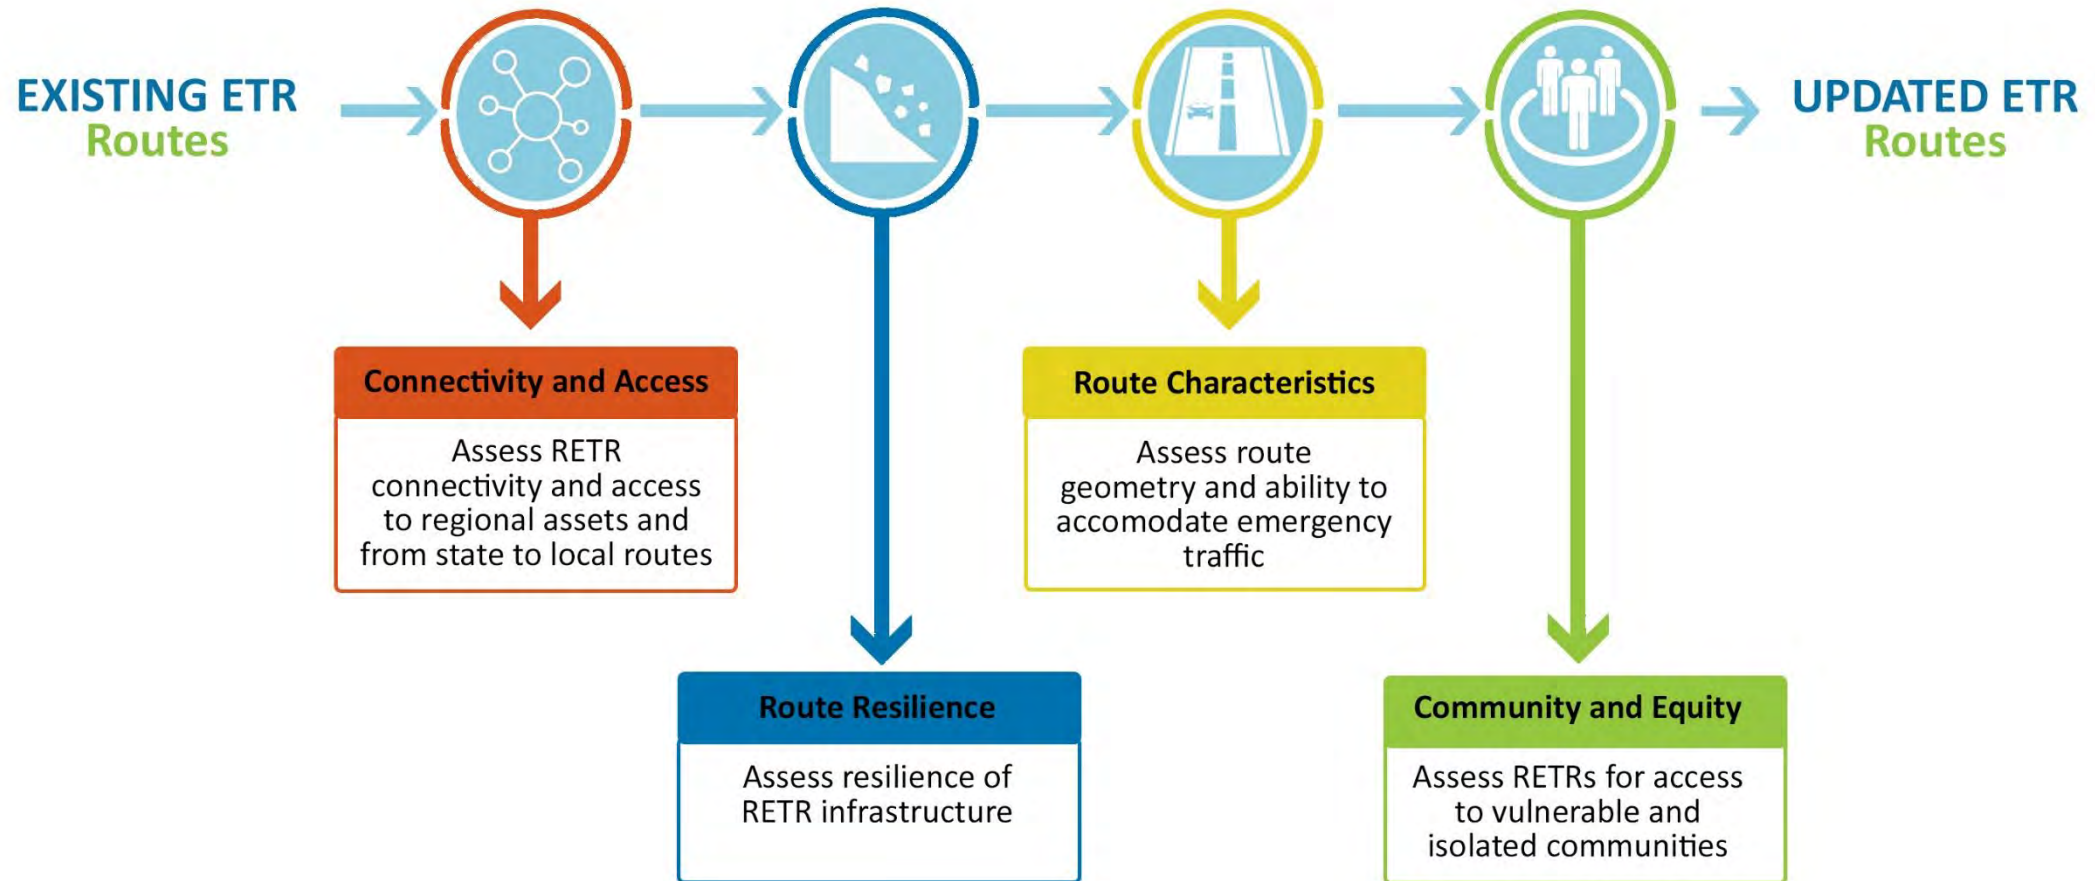 EXISTING ETR
Routes
UPDATED ETR
Routes
Connectivity and Access
Assess RETR
connectivity and access
to regional assets and
from state to local routes
Route Characteristics
Assess route
geometry and ability to
accomodate emergency
traffic
Route Resilience
Assess resilience of
RETR infrastructure
Community and Equity
Assess RETRs for access
to vulnerable and
isolated communities